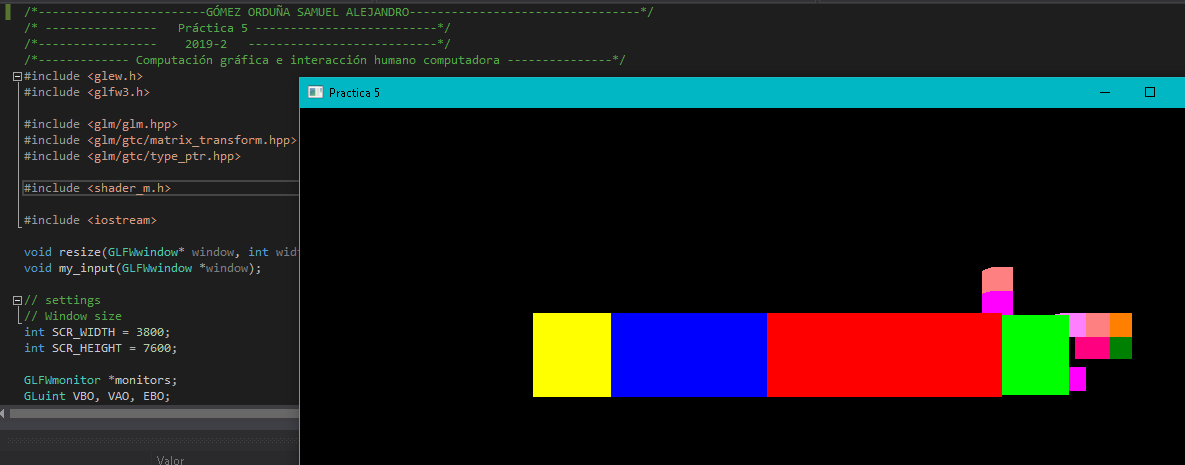 /*------------------------GÓMEZ ORDUÑA SAMUEL ALEJANDRO---------------------------------*/
/* ---------------- Práctica 5 --------------------------*/
/*---------------- 2019-2 ---------------------------*/
/*------------- Computación gráfica e interacción humano computadora ---------------*/
#include <glew.h>
#include <glfw3.h>
Practica 5
#include <glm/glm.hpp>
#include <glm/gtc/matrix_transform.hpp>
#include <glm/gtc/type_ptr.hpp>
#include <shader_m.h>
#include <iostream>
void resize(GLFWwindow* window, int
void my_input(GLFWwindow *window);
// settings
// Window size
int SCR_WIDTH = 3800;
int SCR_HEIGHT = 7600;
GLFWmonitor *monitors;
GLuint VBO, VAO, EBO;
Valor